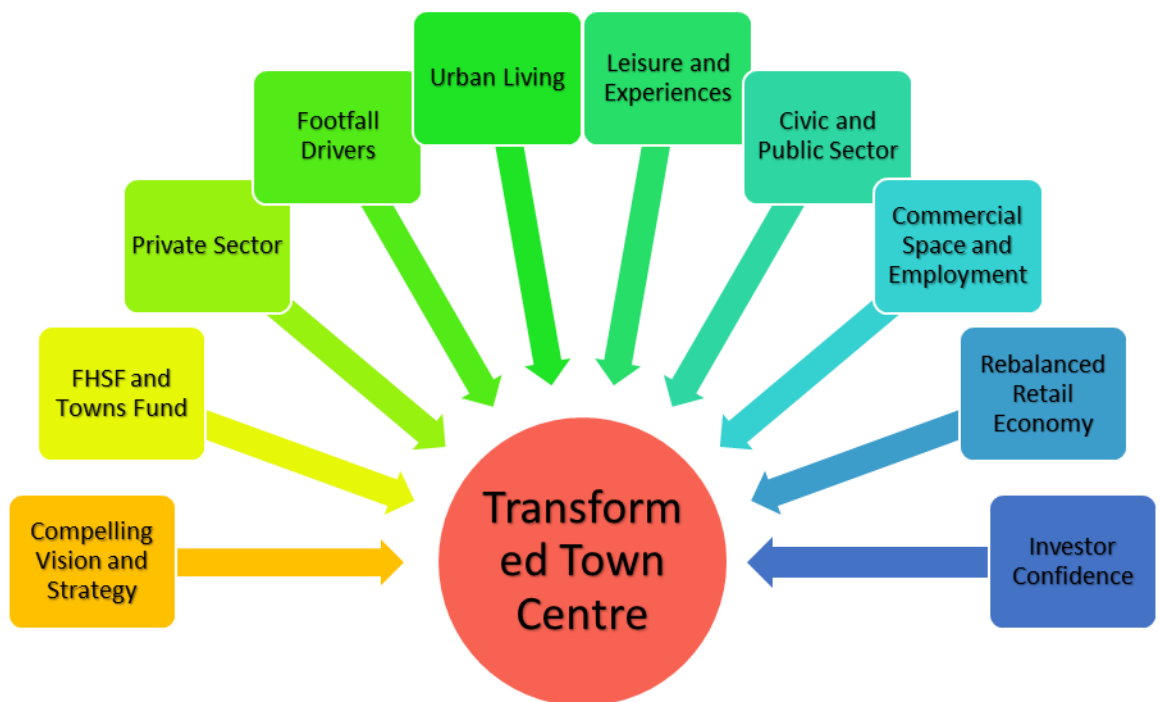 Compelling
Vision and
Strategy
FHSF and
Towns Fund
Private Sector
Footfall
Drivers
Urban Living
Leisure and
Experiences
Civic and
Public Sector
Commercial
Space and
Employment
Rebalanced
Retail
Economy
Investor
Confidence
Transform
ed Town
Centre